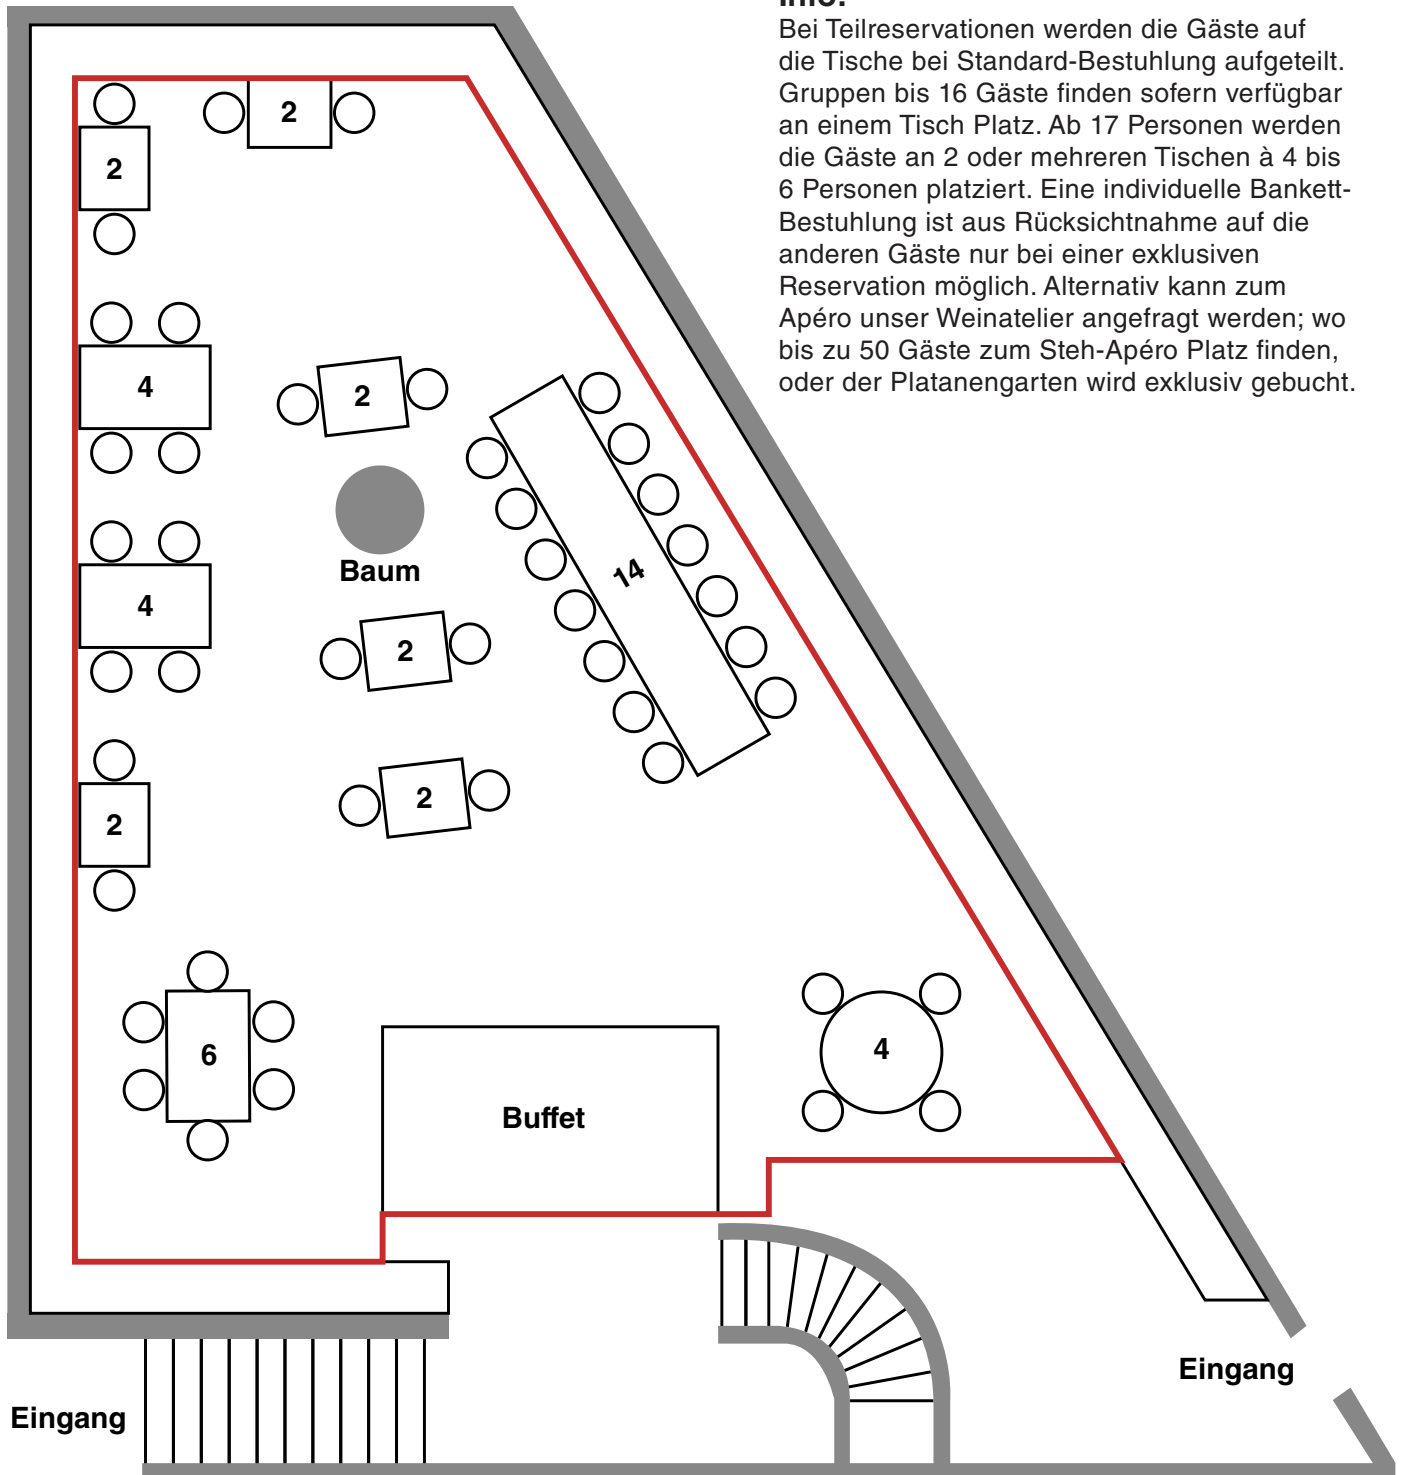 Info:
Bei Teilreservationen werden die Gäste auf
die Tische bei Standard-Bestuhlung aufgeteilt.
Gruppen bis 16 Gäste finden sofern verfügbar
an einem Tisch Platz. Ab 17 Personen werden
die Gäste an 2 oder mehreren Tischen à 4 bis
6 Personen platziert. Eine individuelle Bankett-
Bestuhlung ist aus Rücksichtnahme auf die
anderen Gäste nur bei einer exklusiven
Reservation möglich. Alternativ kann zum
Apéro unser Weinatelier angefragt werden; wo
bis zu 50 Gäste zum Steh-Apéro Platz finden,
oder der Platanengarten wird exklusiv gebucht.
2
2
4
2
Baum
14
4
2
2
2
6
4
Buffet
Eingang
Eingang